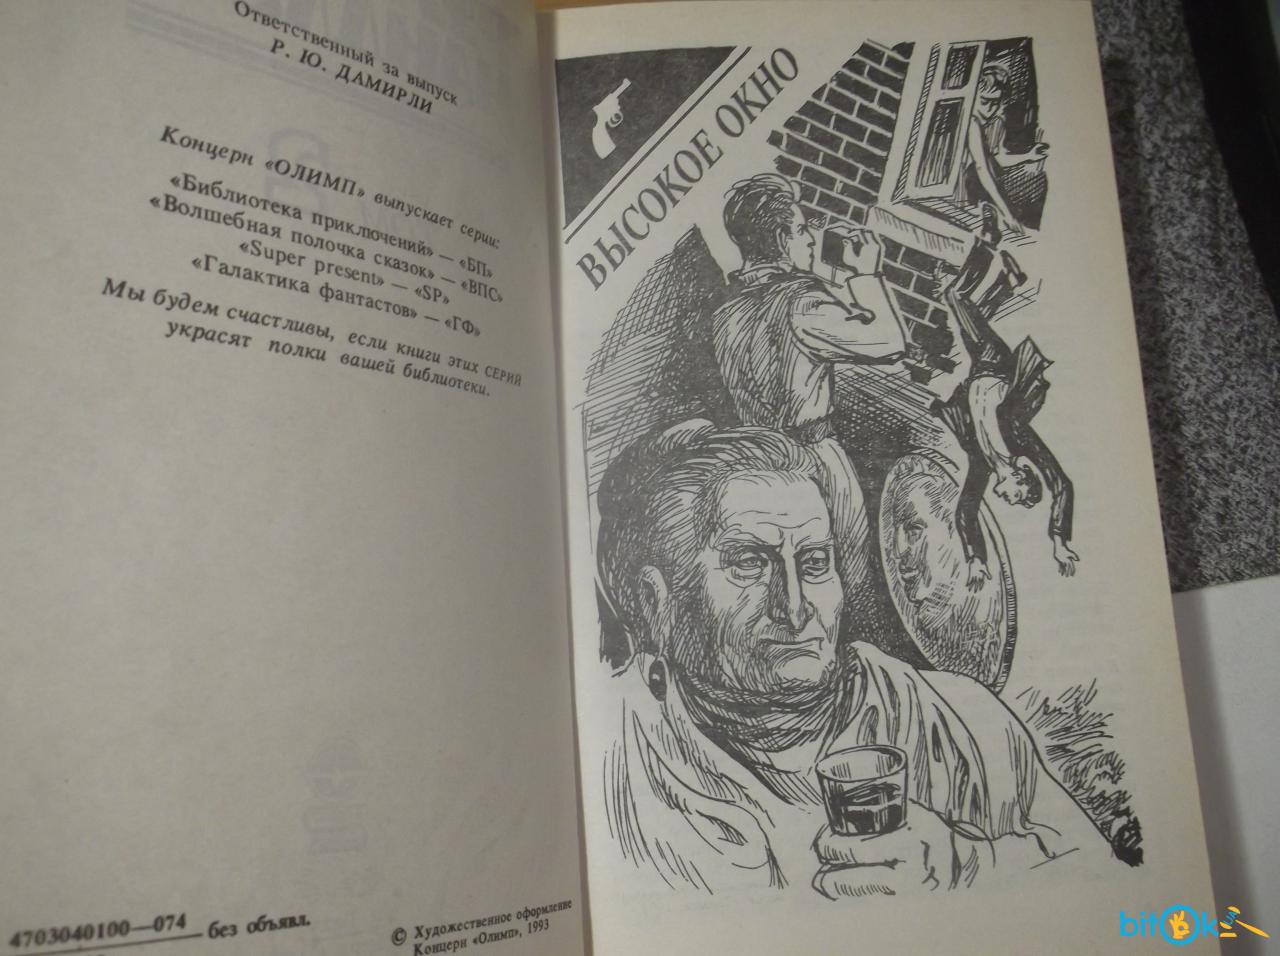 Ответственный за выпуск
Р. Ю. ДАМИРЛИ
Концерн «ОЛИМП» выпускает серии:
«Библиотека приключений» — «БП»
«Волшебная полочка сказок» — «ВПС»
«Super present» — «SP»
«Галактика фантастов» — «ГФ»
Мы будем счастливы, если книги этих СЕРИЙ
украсят полки вашей библиотеки.
4703040100—074 без объявл.
© Художественное оформление
Концерн «Олимп», 1993
ВЫСОКОЕ ОКНО
bitOk